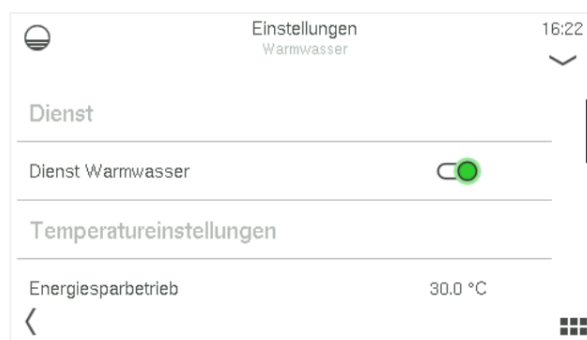 Einstellungen
16:22
Warmwasser
Dienst
Dienst Warmwasser
Temperatureinstellungen
Energiesparbetrieb 30.0 °C